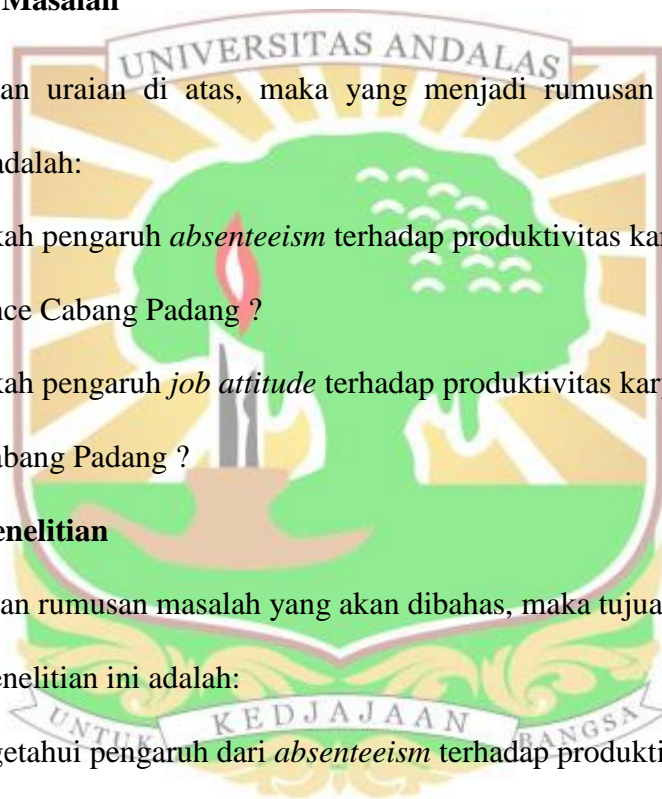 Masalah
UNIVERSITAS ANDALAS
an uraian di atas, maka yang menjadi rumusan
adalah:
kah pengaruh absenteeism terhadap produktivitas kar
nce Cabang Padang ?
kah pengaruh job attitude terhadap produktivitas kary
abang Padang ?
enelitian
an rumusan masalah yang akan dibahas, maka tujua
enelitian ini adalah:
UNTUK KEDJAJAAN BANGSA
getahui pengaruh dari absenteeism terhadap produkti